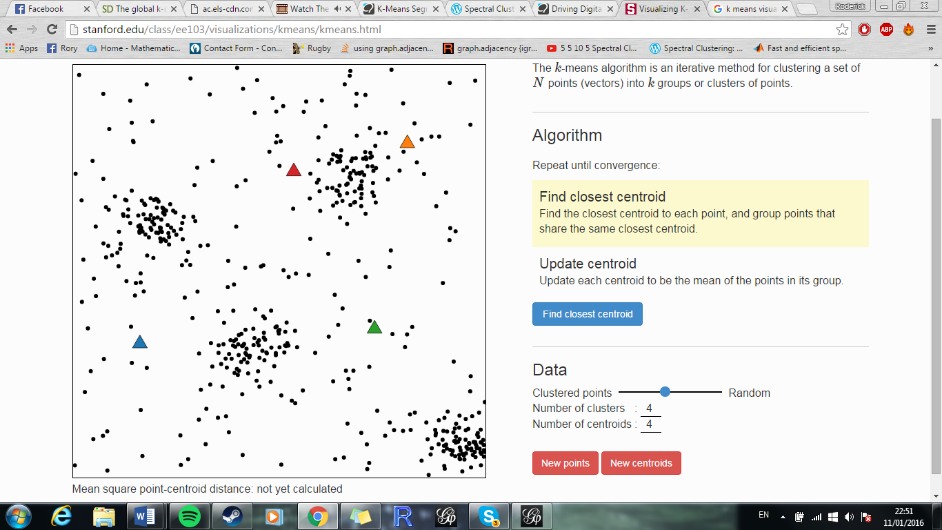 Facebook
SD The global k-
ac.els-cdn.com
Watch The
K-Means Segr
Spectral Clust
Driving Digita
Visualizing K-
k means visua
Roderick
stanford.edu/class/ee103/visualizations/kmeans/kmeans.html
ABP
Apps
Rory
Home - Mathematic...
Contact Form - Con...
Rugby
using graph.adjacen...
graph.adjacency {igr...
5 5 10 5 Spectral Cl...
Spectral Clustering: ...
Fast and efficient sp...
The k-means algorithm is an iterative method for clustering a set of
N points (vectors) into k groups or clusters of points.
Algorithm
Repeat until convergence:
Find closest centroid
Find the closest centroid to each point, and group points that
share the same closest centroid.
Update centroid
Update each centroid to be the mean of the points in its group.
Find closest centroid
Data
Clustered points
Random
Number of clusters : 4
Number of centroids : 4
New points
New centroids
Mean square point-centroid distance: not yet calculated
EN
22:51
11/01/2016